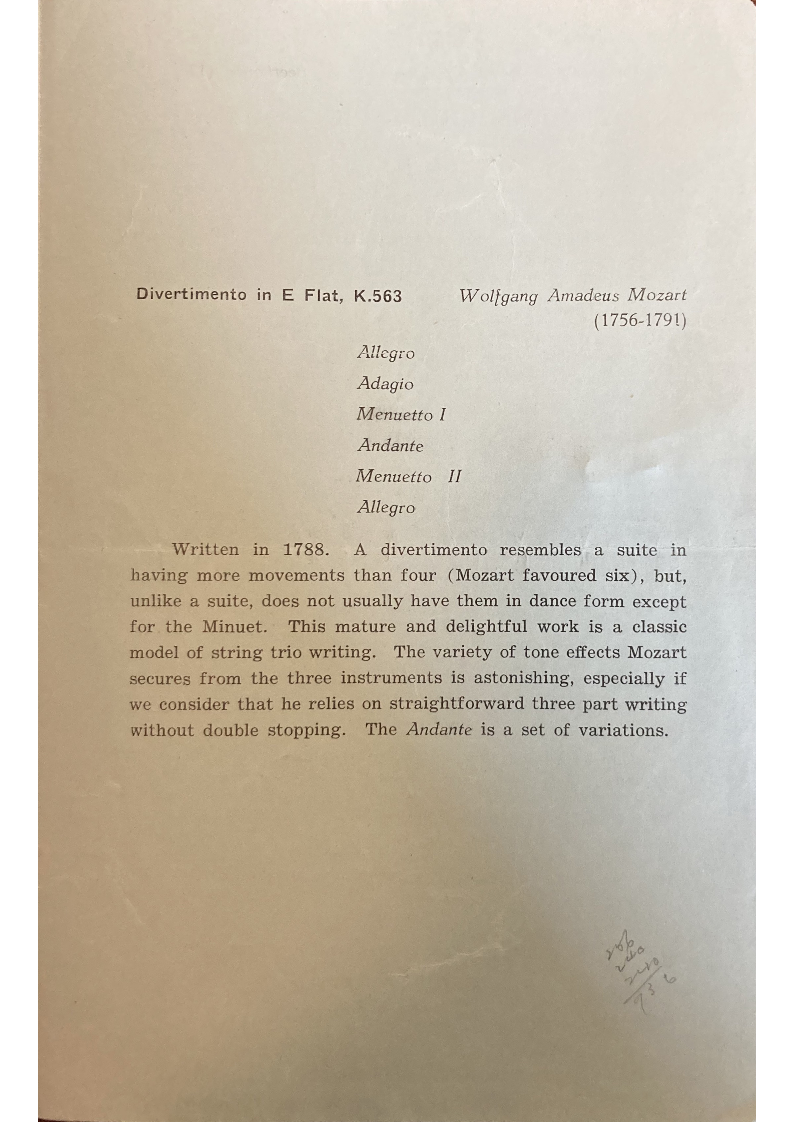 Divertimento in E Flat, K.563 Wolfgang Amadeus Mozart
(1756-1791)
Allegro
Adagio
Menuetto I
Andante
Menuetto II
Allegro
Written in 1788. A divertimento resembles a suite in
having more movements than four (Mozart favoured six), but,
unlike a suite, does not usually have them in dance form except
for the Minuet. This mature and delightful work is a classic
model of string trio writing. The variety of tone effects Mozart
secures from the three instruments is astonishing, especially if
we consider that he relies on straightforward three part writing
without double stopping. The Andante is a set of variations.